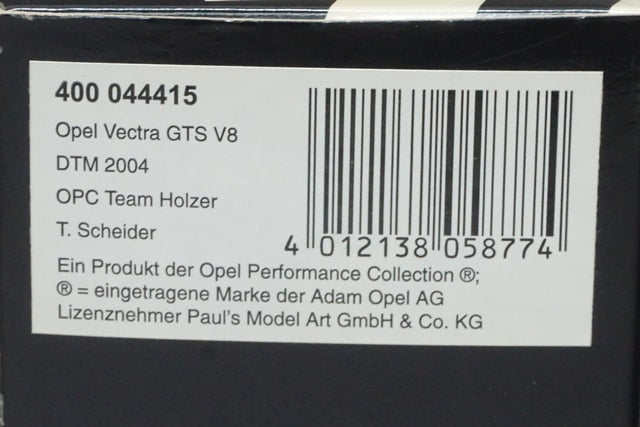 400 044415
Opel Vectra GTS V8
DTM 2004
OPC Team Holzer
T. Scheider
4 012138 058774
Ein Produkt der Opel Performance Collection ®;
® = eingetragene Marke der Adam Opel AG
Lizenznehmer Paul's Model Art GmbH & Co. KG